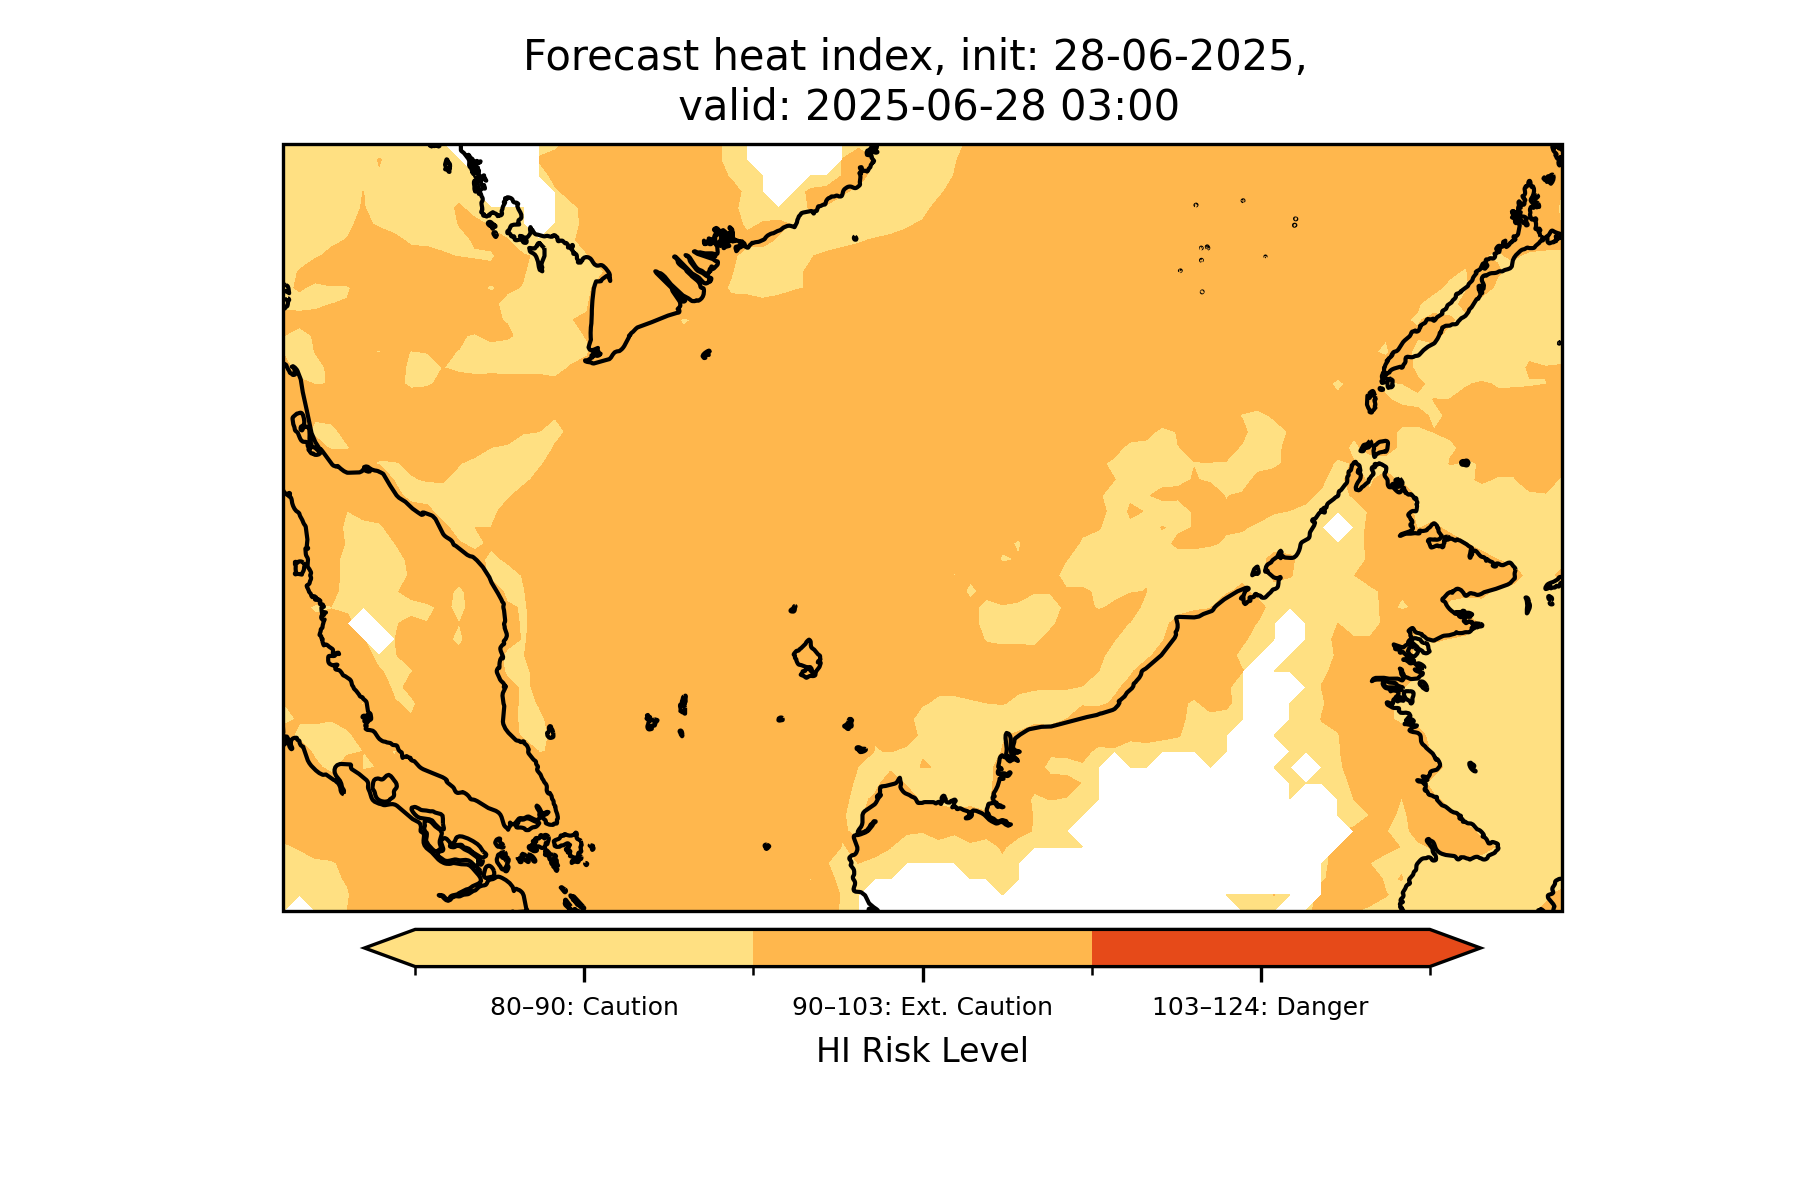 Forecast heat index, init: 28-06-2025,
valid: 2025-06-28 03:00
80–90: Caution
90–103: Ext. Caution
103–124: Danger
HI Risk Level